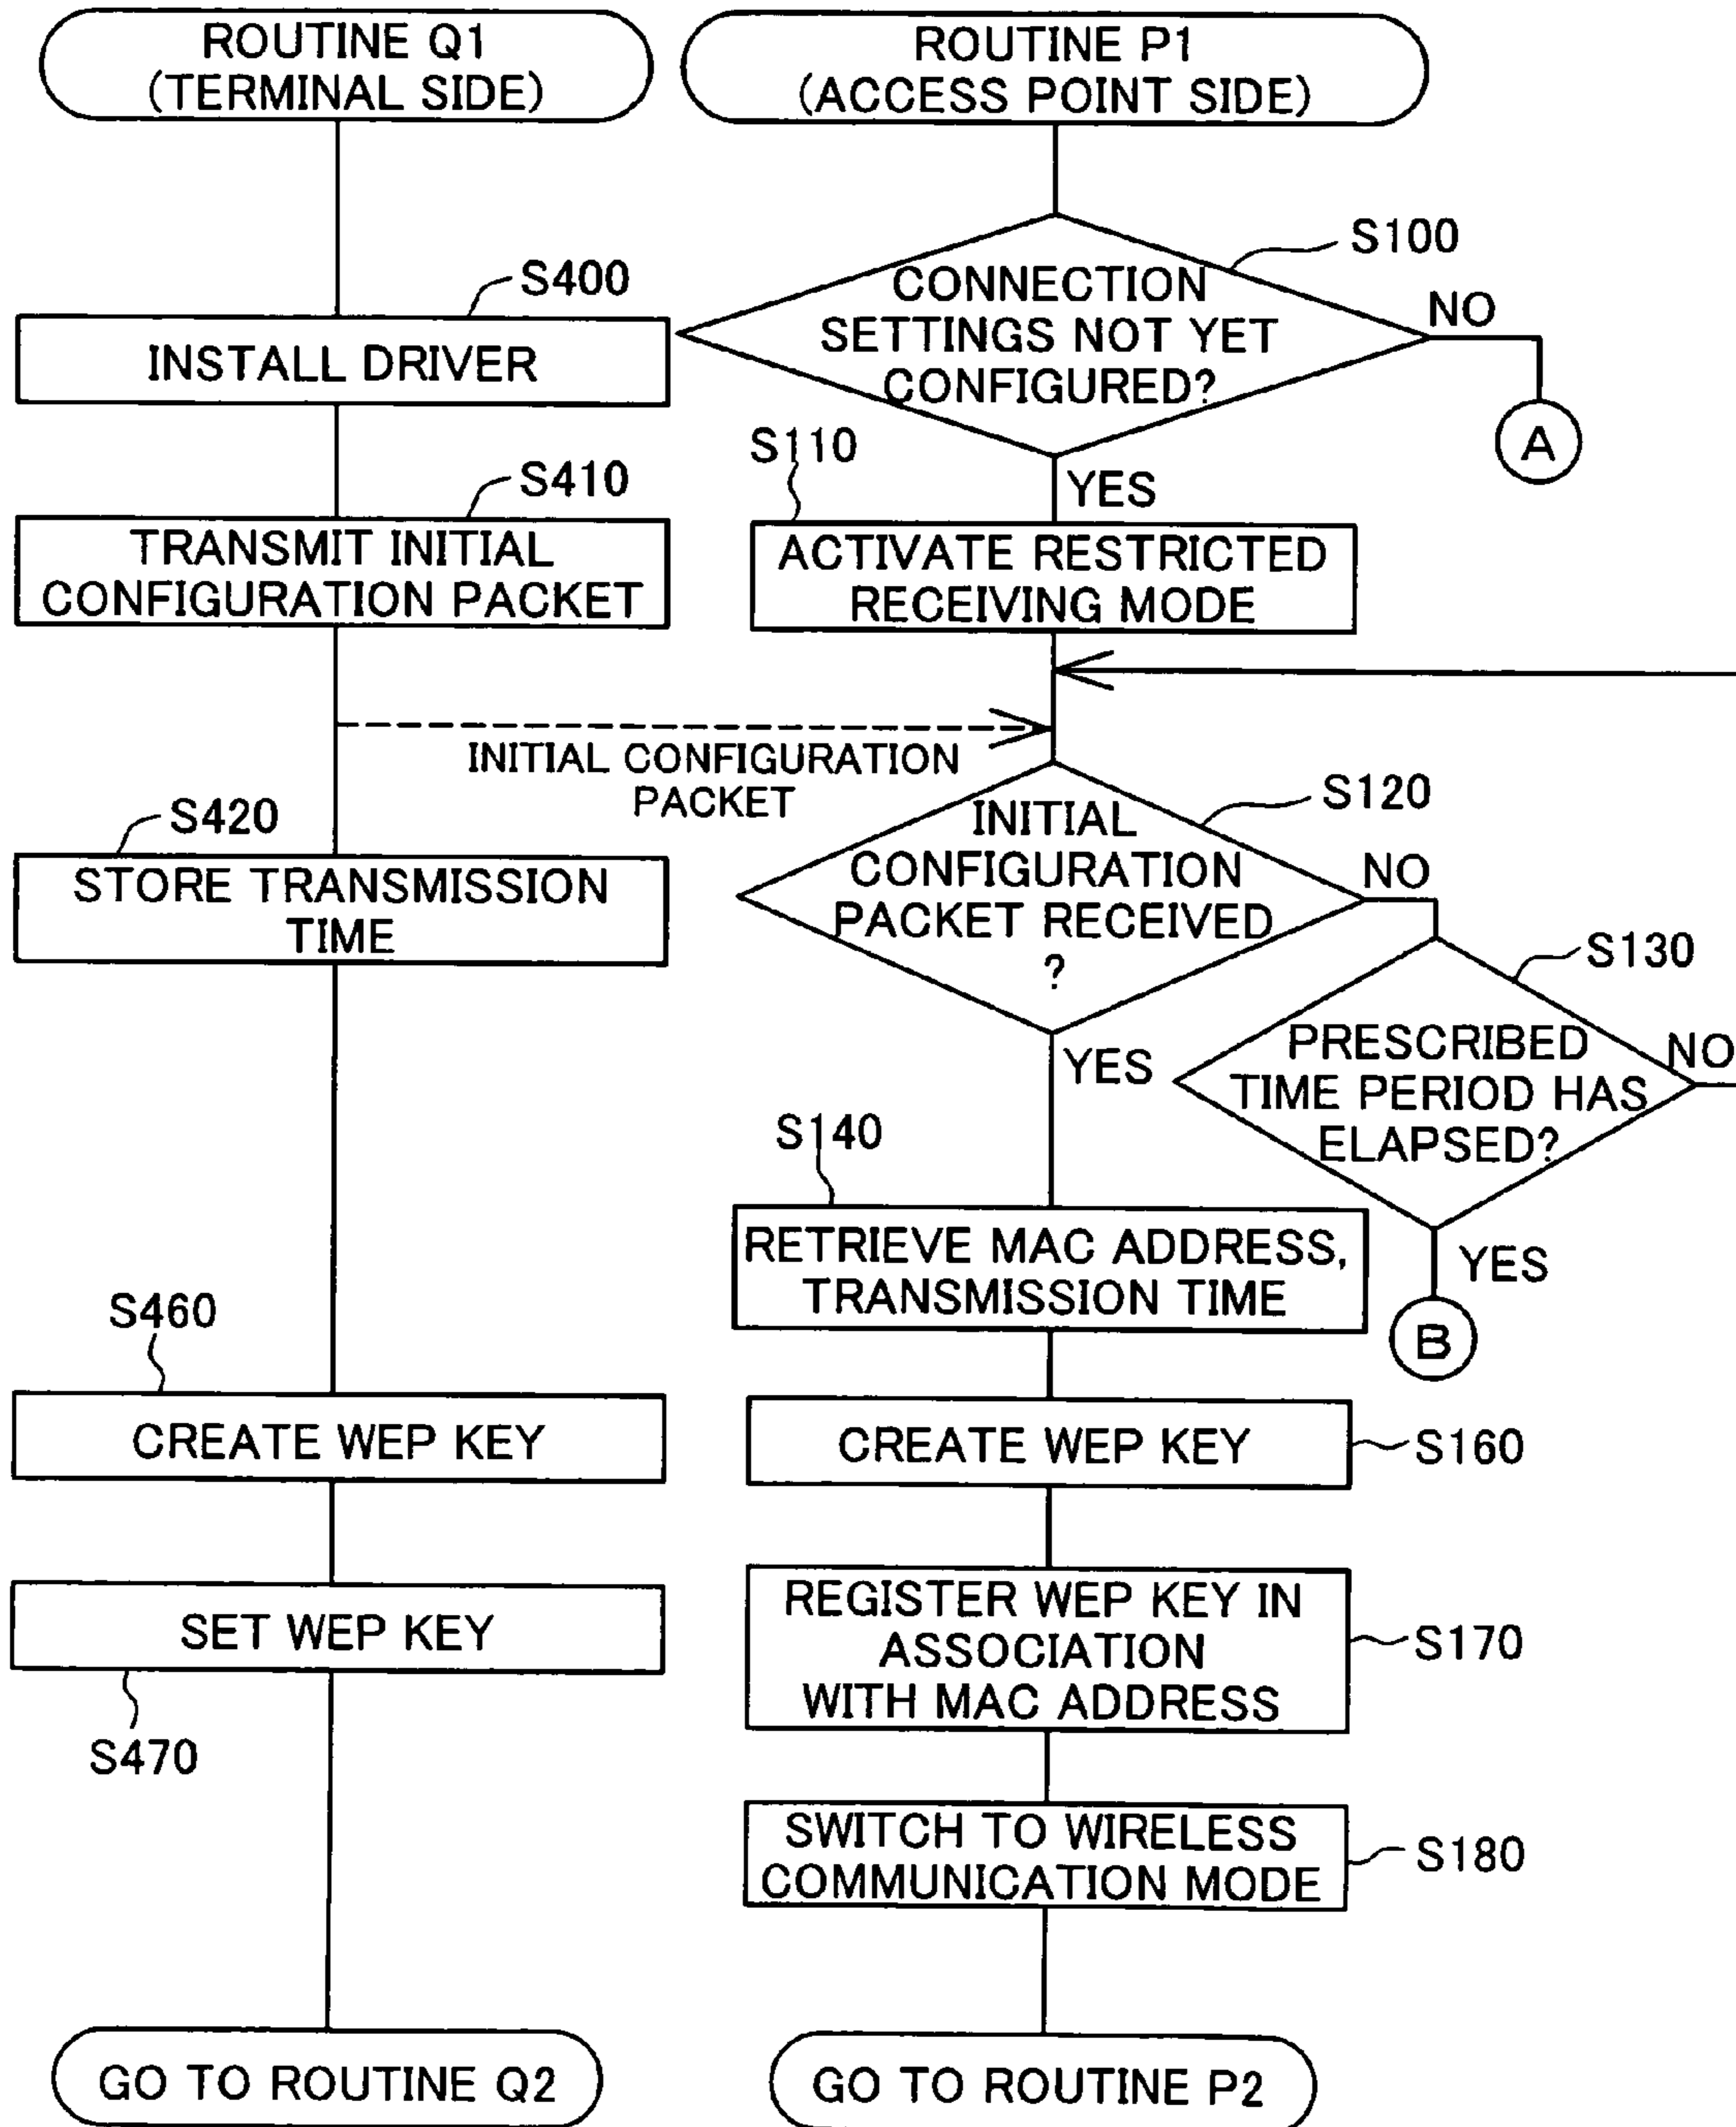 ROUTINE Q1
(TERMINAL SIDE)
S400
INSTALL DRIVER
S410
TRANSMIT INITIAL
CONFIGURATION PACKET
INITIAL CONFIGURATION
PACKET
S420
STORE TRANSMISSION
TIME
S460
CREATE WEP KEY
SET WEP KEY
S470
GO TO ROUTINE Q2
ROUTINE P1
(ACCESS POINT SIDE)
S100
CONNECTION
SETTINGS NOT YET
CONFIGURED?
NO
A
YES
S110
ACTIVATE RESTRICTED
RECEIVING MODE
S120
INITIAL
CONFIGURATION
PACKET RECEIVED
?
NO
YES
S130
PRESCRIBED
TIME PERIOD HAS
ELAPSED?
NO
YES
B
S140
RETRIEVE MAC ADDRESS,
TRANSMISSION TIME
CREATE WEP KEY
S160
REGISTER WEP KEY IN
ASSOCIATION
WITH MAC ADDRESS
S170
SWITCH TO WIRELESS
COMMUNICATION MODE
S180
GO TO ROUTINE P2